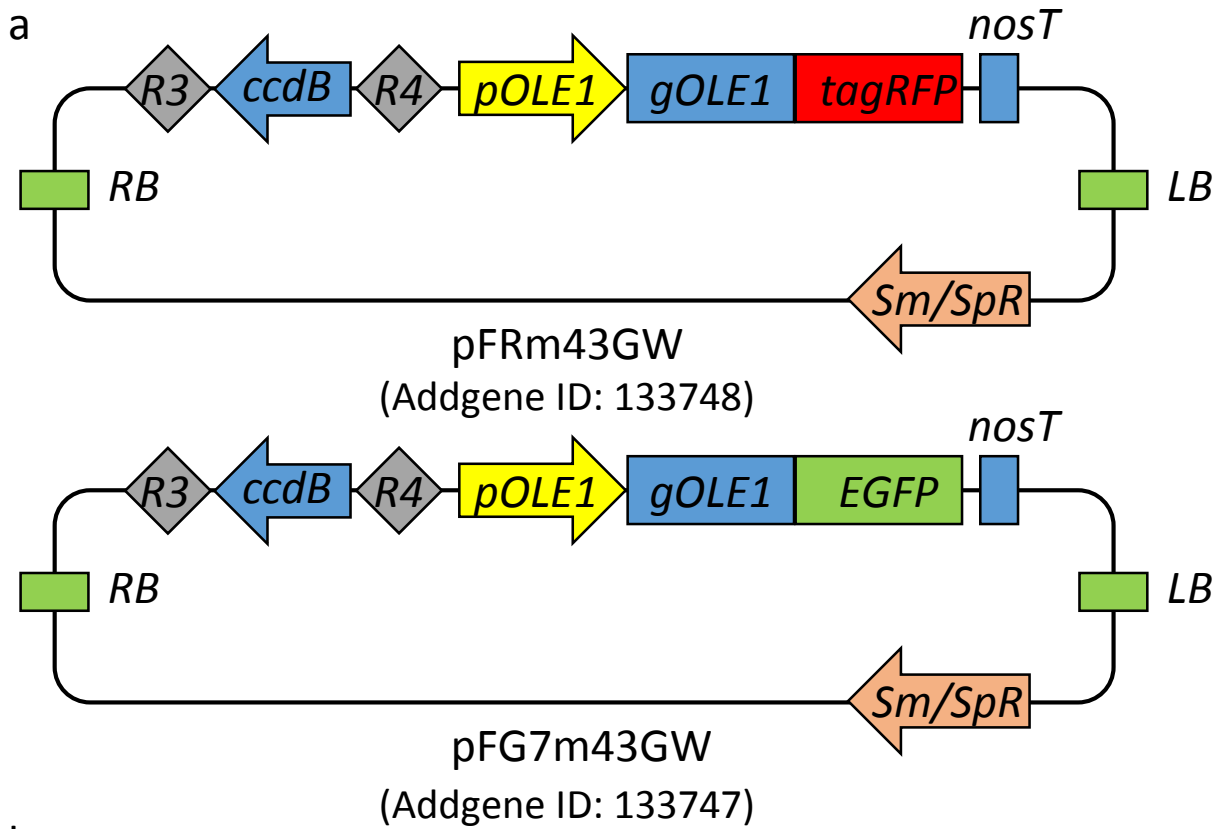 a
nosT
R3 ccdB R4 pOLE1 gOLE1 tagRFP
RB LB
Sm/SpR
pFRm43GW
(Addgene ID: 133748)
nosT
R3 ccdB R4 pOLE1 gOLE1 EGFP
RB LB
Sm/SpR
pFG7m43GW
(Addgene ID: 133747)